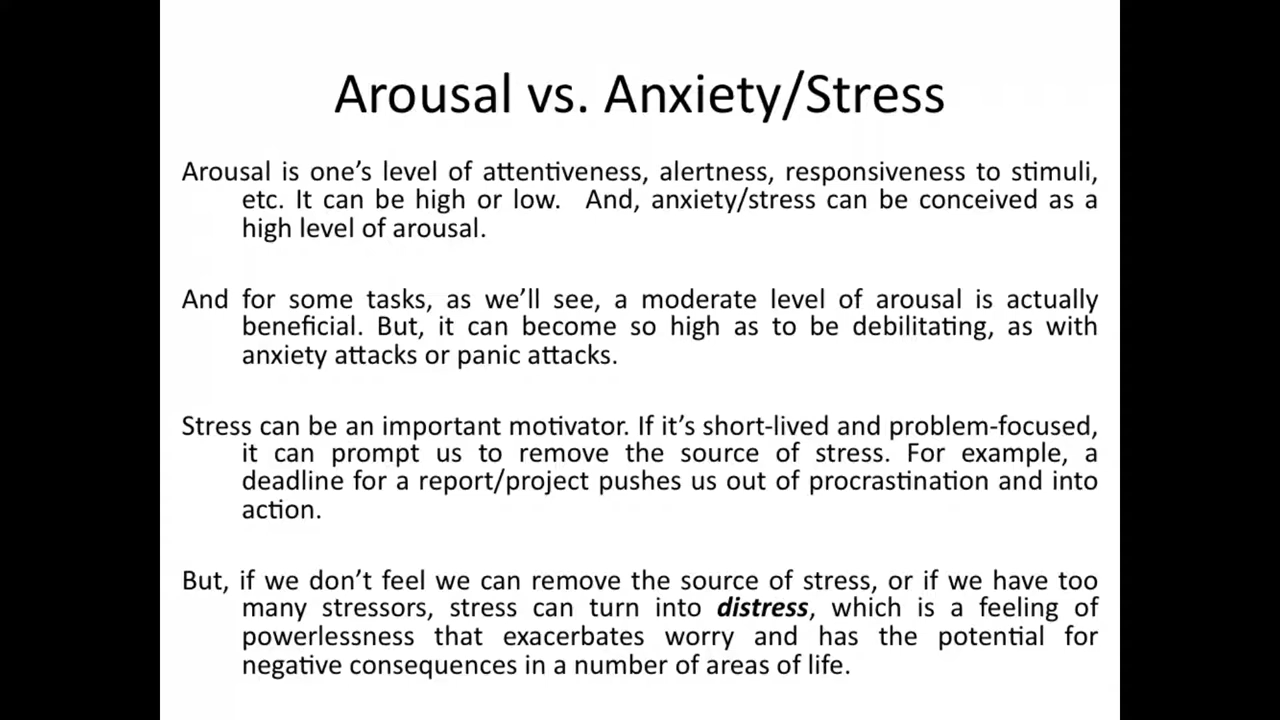 Arousal vs. Anxiety/Stress
Arousal is one’s level of attentiveness, alertness, responsiveness to stimuli,
etc. It can be high or low. And, anxiety/stress can be conceived as a
high level of arousal.
And for some tasks, as we’ll see, a moderate level of arousal is actually
beneficial. But, it can become so high as to be debilitating, as with
anxiety attacks or panic attacks.
Stress can be an important motivator. If it’s short-lived and problem-focused,
it can prompt us to remove the source of stress. For example, a
deadline for a report/project pushes us out of procrastination and into
action.
But, if we don’t feel we can remove the source of stress, or if we have too
many stressors, stress can turn into distress, which is a feeling of
powerlessness that exacerbates worry and has the potential for
negative consequences in a number of areas of life.